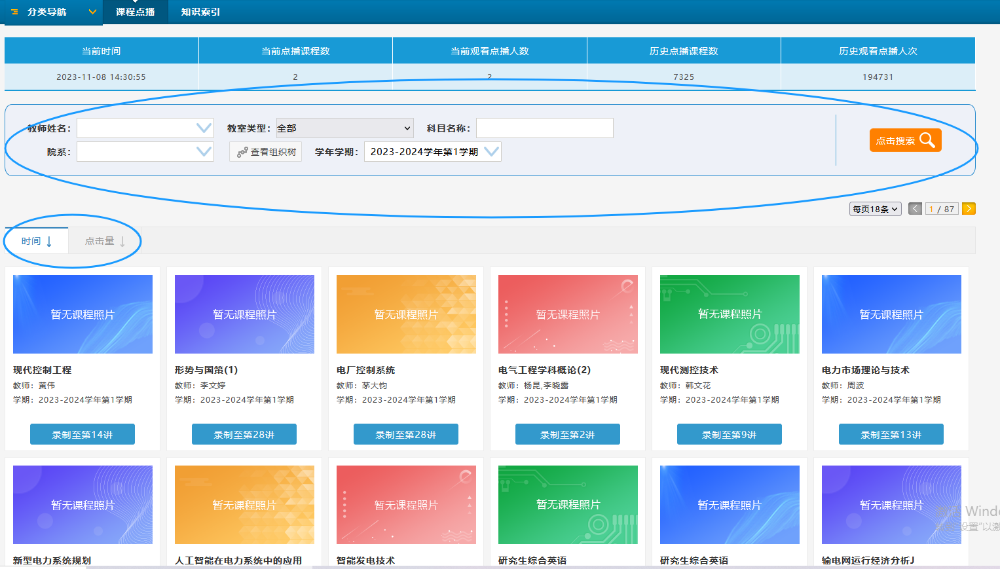 分类导航 课程点播 知识索引
当前时间 当前点播课程数 当前观看点播人数 历史点播课程数 历史观看点播人次
2023-11-08 14:30:55 2 2 7325 194731
教师姓名： 教室类型： 全部 科目名称： 点击搜索
院系： 查看组织树 学年学期： 2023-2024学年第1学期
每页18条 1 / 87
时间 点击量
暂无课程照片 暂无课程照片 暂无课程照片 暂无课程照片 暂无课程照片 暂无课程照片
现代控制工程 形势与国策(1) 电厂控制系统 电气工程学科概论(2) 现代测控技术 电力市场理论与技术
教师：黄伟 教师：李文婷 教师：茅大钧 教师：杨昆,李晓露 教师：韩文花 教师：周波
学期：2023-2024学年第1学期 学期：2023-2024学年第1学期 学期：2023-2024学年第1学期 学期：2023-2024学年第1学期 学期：2023-2024学年第1学期 学期：2023-2024学年第1学期
录制至第14讲 录制至第28讲 录制至第28讲 录制至第2讲 录制至第9讲 录制至第13讲
暂无课程照片 暂无课程照片 暂无课程照片 暂无课程照片 暂无课程照片 暂无课程照片
新型电力系统规划 人工智能在电力系统中的应用 智能发电技术 研究生综合英语 研究生综合英语 输电网运行经济分析J